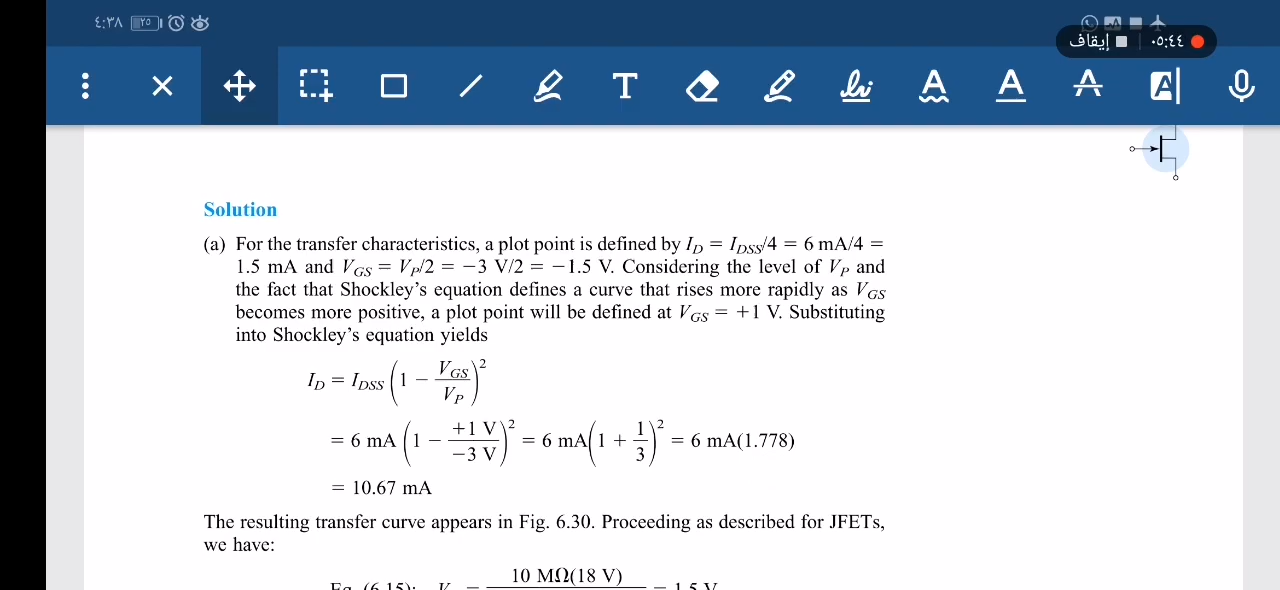 ٤:٣٨ ٢٥
إيقاف ٠٥:٤٤
T A A A A
Solution
(a) For the transfer characteristics, a plot point is defined by I_D = I_DSS/4 = 6 mA/4 =
1.5 mA and V_GS = V_P/2 = −3 V/2 = −1.5 V. Considering the level of V_P and
the fact that Shockley's equation defines a curve that rises more rapidly as V_GS
becomes more positive, a plot point will be defined at V_GS = +1 V. Substituting
into Shockley's equation yields
I_D = I_DSS (1 − V_GS/V_P)²
= 6 mA (1 − +1 V/−3 V)² = 6 mA(1 + 1/3)² = 6 mA(1.778)
= 10.67 mA
The resulting transfer curve appears in Fig. 6.30. Proceeding as described for JFETs,
we have:
Eq. (6.15): V = 10 MΩ(18 V) = 1.5 V